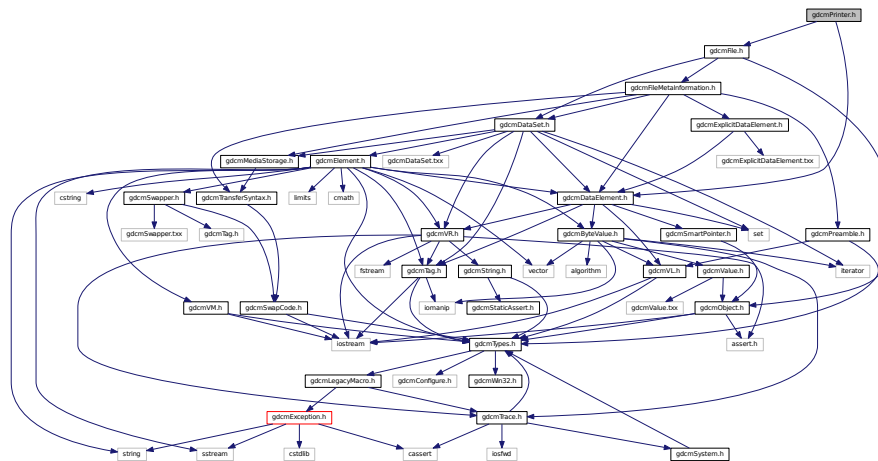 gdcmPrinter.h
gdcmFile.h
gdcmFileMetaInformation.h
gdcmDataSet.h
gdcmExplicitDataElement.h
gdcmMediaStorage.h
gdcmElement.h
gdcmDataSet.txx
gdcmExplicitDataElement.txx
cstring
gdcmSwapper.h
gdcmTransferSyntax.h
limits
cmath
gdcmDataElement.h
gdcmSwapper.txx
gdcmTag.h
gdcmVR.h
gdcmByteValue.h
gdcmSmartPointer.h
set
gdcmPreamble.h
fstream
gdcmTag.h
gdcmString.h
vector
algorithm
gdcmVL.h
gdcmValue.h
iterator
gdcmVM.h
gdcmSwapCode.h
iomanip
gdcmStaticAssert.h
gdcmValue.txx
gdcmObject.h
iostream
gdcmTypes.h
assert.h
gdcmLegacyMacro.h
gdcmConfigure.h
gdcmWin32.h
gdcmException.h
gdcmTrace.h
string
sstream
cstdlib
cassert
iosfwd
gdcmSystem.h